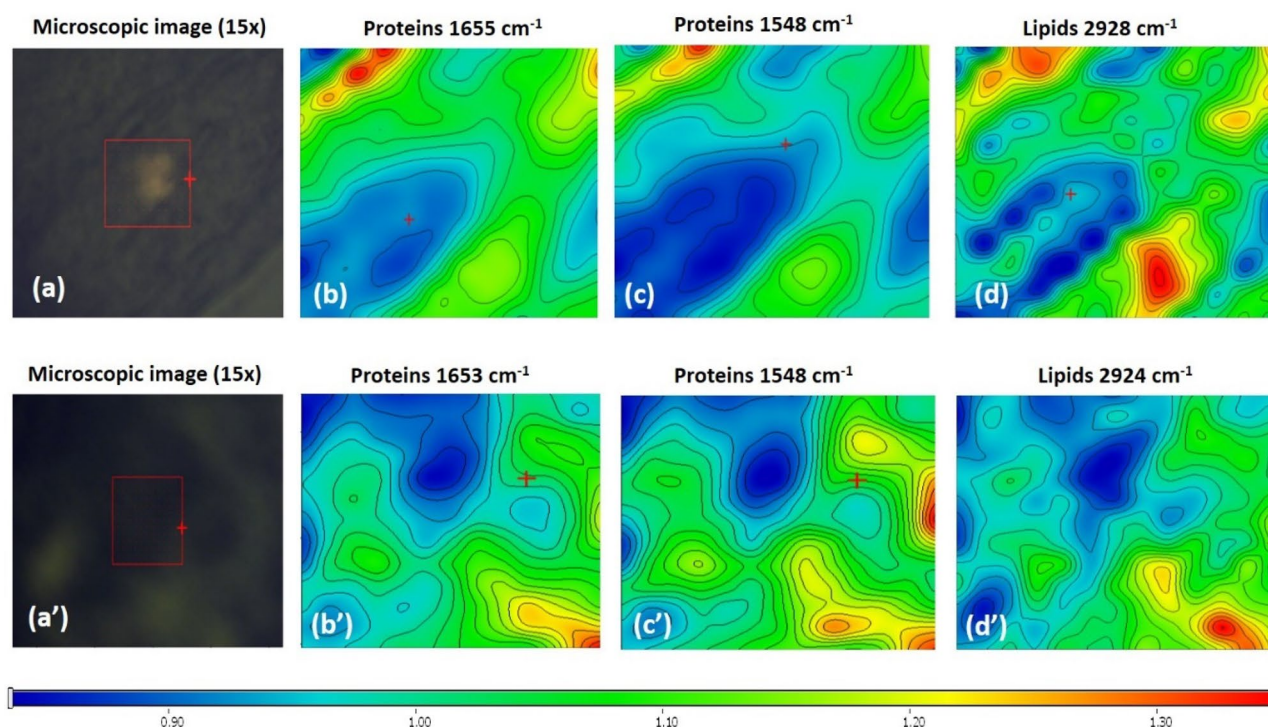 Microscopic image (15x)
Proteins 1655 cm⁻¹
Proteins 1548 cm⁻¹
Lipids 2928 cm⁻¹
(a)
(b)
(c)
(d)
Microscopic image (15x)
Proteins 1653 cm⁻¹
Proteins 1548 cm⁻¹
Lipids 2924 cm⁻¹
(a')
(b')
(c')
(d')
0.90 1.00 1.10 1.20 1.30